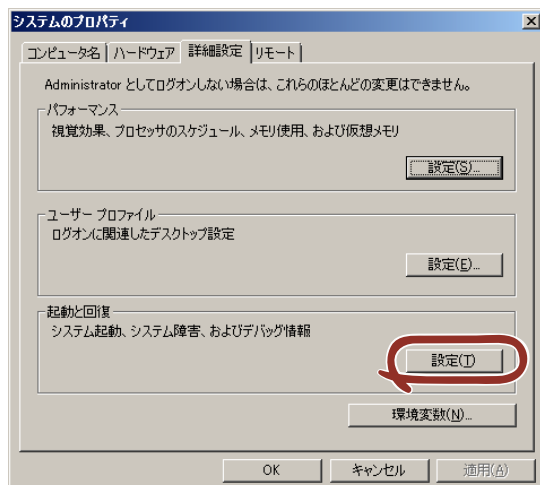 システムのプロパティ
コンピュータ名 ハードウェア 詳細設定 リモート
Administrator としてログオンしない場合は、これらのほとんどの変更はできません。
パフォーマンス
視覚効果、プロセッサのスケジュール、メモリ使用、および仮想メモリ
設定(S)...
ユーザー プロファイル
ログオンに関連したデスクトップ設定
設定(E)...
起動と回復
システム起動、システム障害、およびデバッグ情報
設定(T)
環境変数(N)...
OK キャンセル 適用(A)